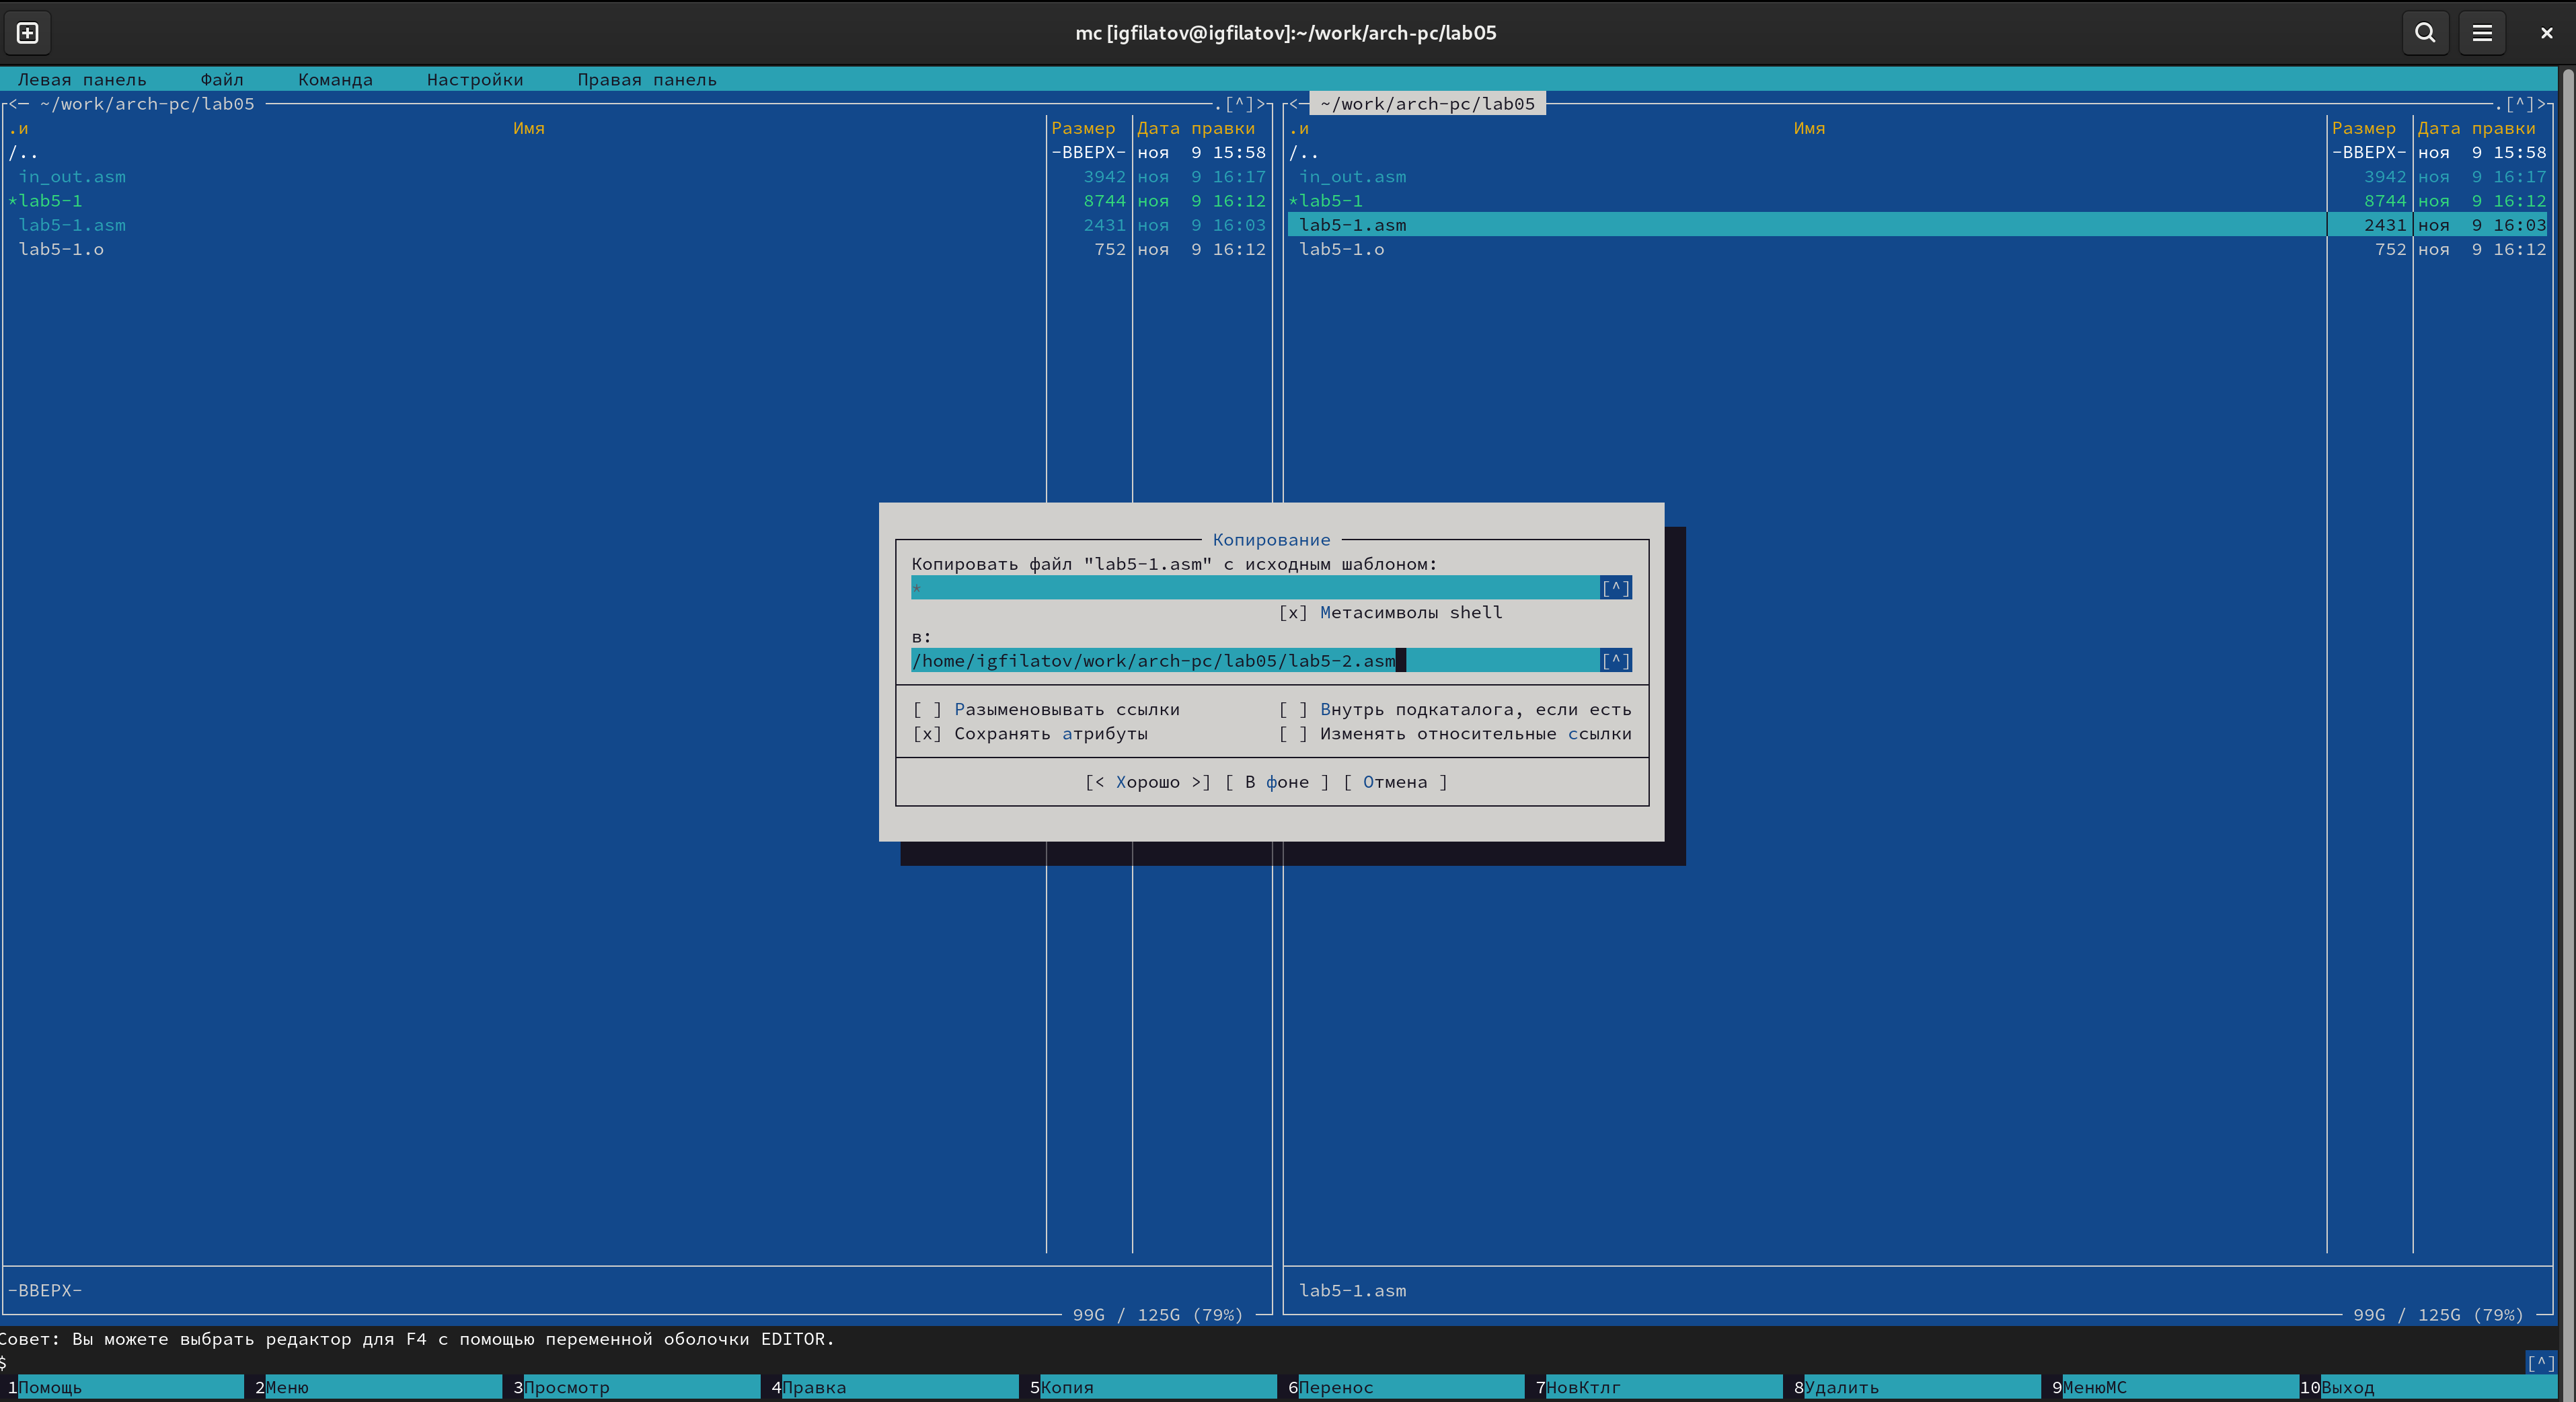 mc [igfilatov@igfilatov]:~/work/arch-pc/lab05
Левая панель Файл Команда Настройки Правая панель
<— ~/work/arch-pc/lab05 .[^]> <— ~/work/arch-pc/lab05 .[^]>
.и Имя Размер Дата правки .и Имя Размер Дата правки
/.. -ВВЕРХ- ноя 9 15:58 /.. -ВВЕРХ- ноя 9 15:58
in_out.asm 3942 ноя 9 16:17 in_out.asm 3942 ноя 9 16:17
*lab5-1 8744 ноя 9 16:12 *lab5-1 8744 ноя 9 16:12
lab5-1.asm 2431 ноя 9 16:03 lab5-1.asm 2431 ноя 9 16:03
lab5-1.o 752 ноя 9 16:12 lab5-1.o 752 ноя 9 16:12
Копирование
Копировать файл "lab5-1.asm" с исходным шаблоном:
* [^]
[x] Метасимволы shell
в:
/home/igfilatov/work/arch-pc/lab05/lab5-2.asm [^]
[ ] Разыменовывать ссылки [ ] Внутрь подкаталога, если есть
[x] Сохранять атрибуты [ ] Изменять относительные ссылки
[< Хорошо >] [ В фоне ] [ Отмена ]
-ВВЕРХ- lab5-1.asm
99G / 125G (79%) 99G / 125G (79%)
Совет: Вы можете выбрать редактор для F4 с помощью переменной оболочки EDITOR.
$ [^]
1Помощь 2Меню 3Просмотр 4Правка 5Копия 6Перенос 7НовКтлг 8Удалить 9МенюМС 10Выход